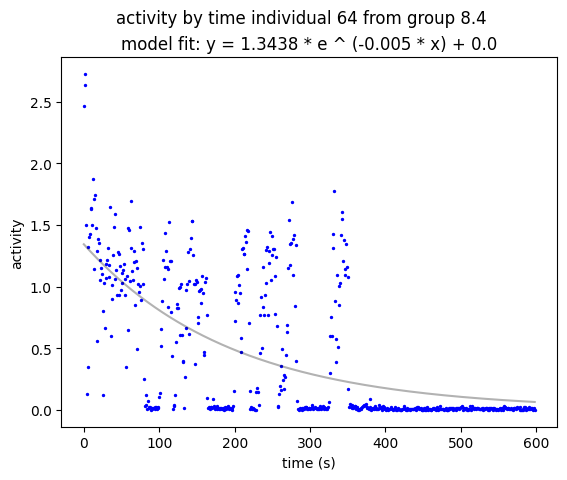 activity by time individual 64 from group 8.4
model fit: y = 1.3438 * e ^ (-0.005 * x) + 0.0
2.5
2.0
1.5
1.0
0.5
0.0
activity
0 100 200 300 400 500 600
time (s)